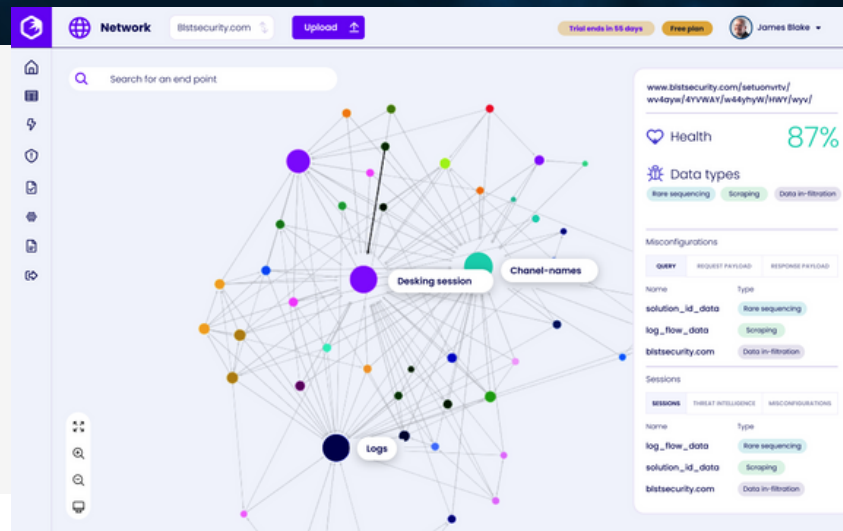 Network
Blstsecurity.com
Upload
Trial ends in 55 days
Free plan
James Blake
Search for an end point
Desking session
Chanel-names
Logs
www.blstsecurity.com/setuonvrtv/
wv4ayw/4YVWAY/w44yhyW/HWY/wyv/
Health
87%
Data types
Rare sequencing
Scraping
Data in-filtration
Misconfigurations
QUERY
REQUEST PAYLOAD
RESPONSE PAYLOAD
Name
Type
solution_id_data
Rare sequencing
log_flow_data
Scraping
blstsecurity.com
Data in-filtration
Sessions
SESSIONS
THREAT INTELLIGENCE
MISCONFIGURATIONS
Name
Type
log_flow_data
Rare sequencing
solution_id_data
Scraping
blstsecurity.com
Data in-filtration